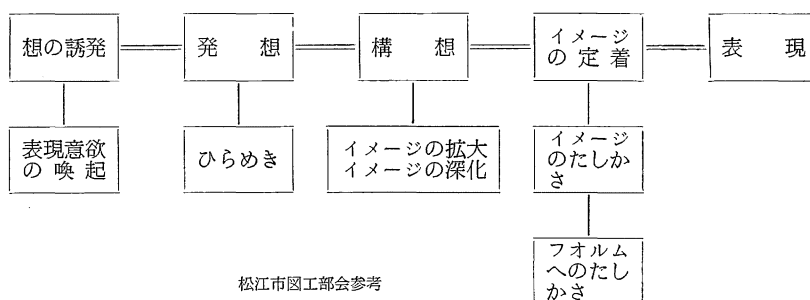 想の誘発
発想
構想
イメージ
の定着
表現
表現意欲
の喚起
ひらめき
イメージの拡大
イメージの深化
イメージ
のたしか
さ
フオルム
へのたし
かさ
松江市図工部会参考